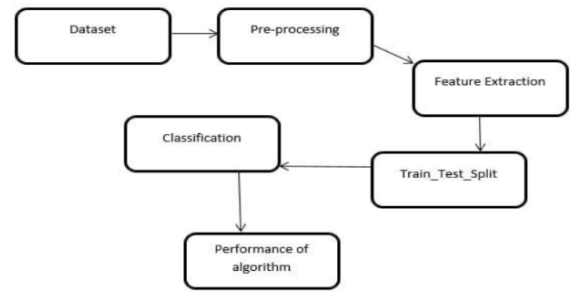 Dataset
Pre-processing
Feature Extraction
Train_Test_Split
Classification
Performance of
algorithm